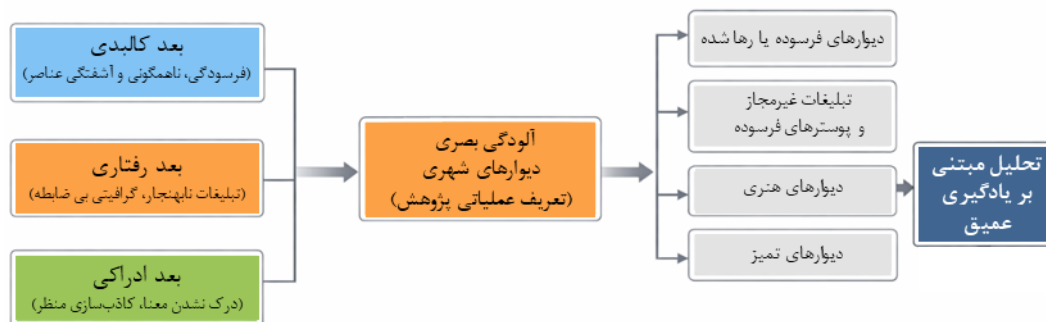 بعد کالبدی
(فرسودگی، ناهمگونی و آشفتگی عناصر)
بعد رفتاری
(تبلیغات نابهنجار، گرافیتی بی ضابطه)
بعد ادراکی
(درک نشدن معنا، کاذب‌سازی منظر)
آلودگی بصری
دیوارهای شهری
(تعریف عملیاتی پژوهش)
دیوارهای فرسوده یا رها شده
تبلیغات غیرمجاز
و پوسترهای فرسوده
دیوارهای هنری
دیوارهای تمیز
تحلیل مبتنی
بر یادگیری
عمیق